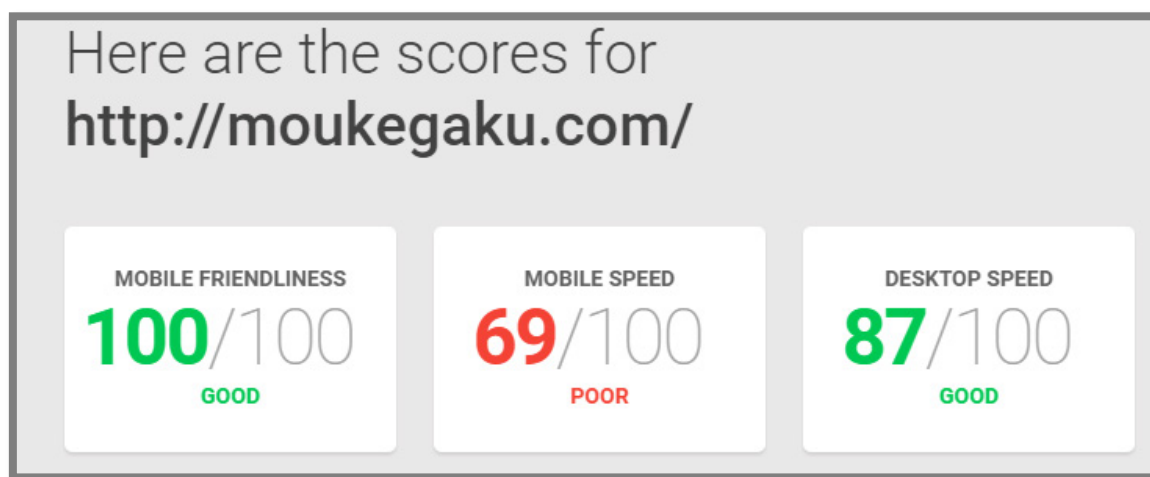 Here are the scores for
http://moukegaku.com/
MOBILE FRIENDLINESS
100/100
GOOD
MOBILE SPEED
69/100
POOR
DESKTOP SPEED
87/100
GOOD